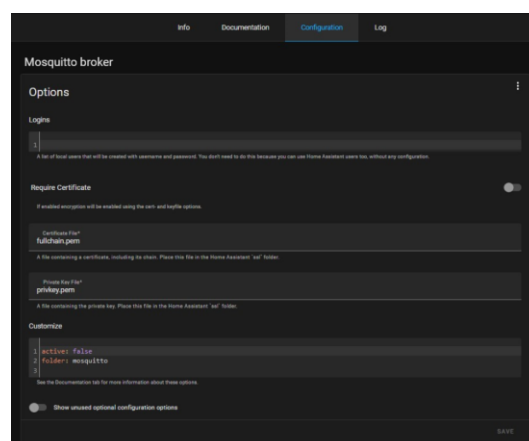 Info Documentation Configuration Log
Mosquitto broker
Options
Logins
1
A list of local users that will be created with username and password. You don't need to do this because you can use Home Assistant users too, without any configuration.
Require Certificate
If enabled encryption will be enabled using the cert- and keyfile options.
Certificate File*
fullchain.pem
A file containing a certificate, including its chain. Place this file in the Home Assistant "ssl" folder.
Private Key File*
privkey.pem
A file containing the private key. Place this file in the Home Assistant "ssl" folder.
Customize
1 active: false
2 folder: mosquitto
3
See the Documentation tab for more information about these options.
Show unused optional configuration options
SAVE